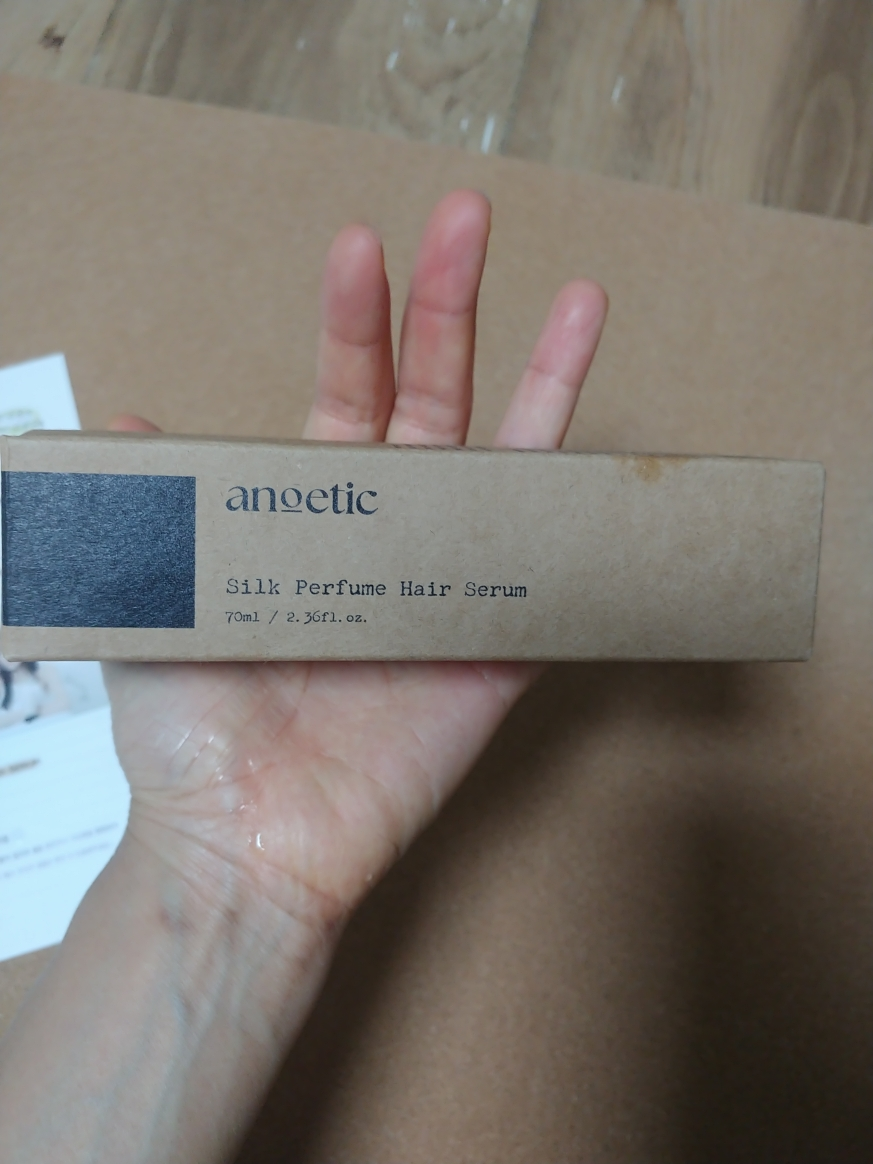 anoetic
Silk Perfume Hair Serum
70ml / 2.36fl.oz.